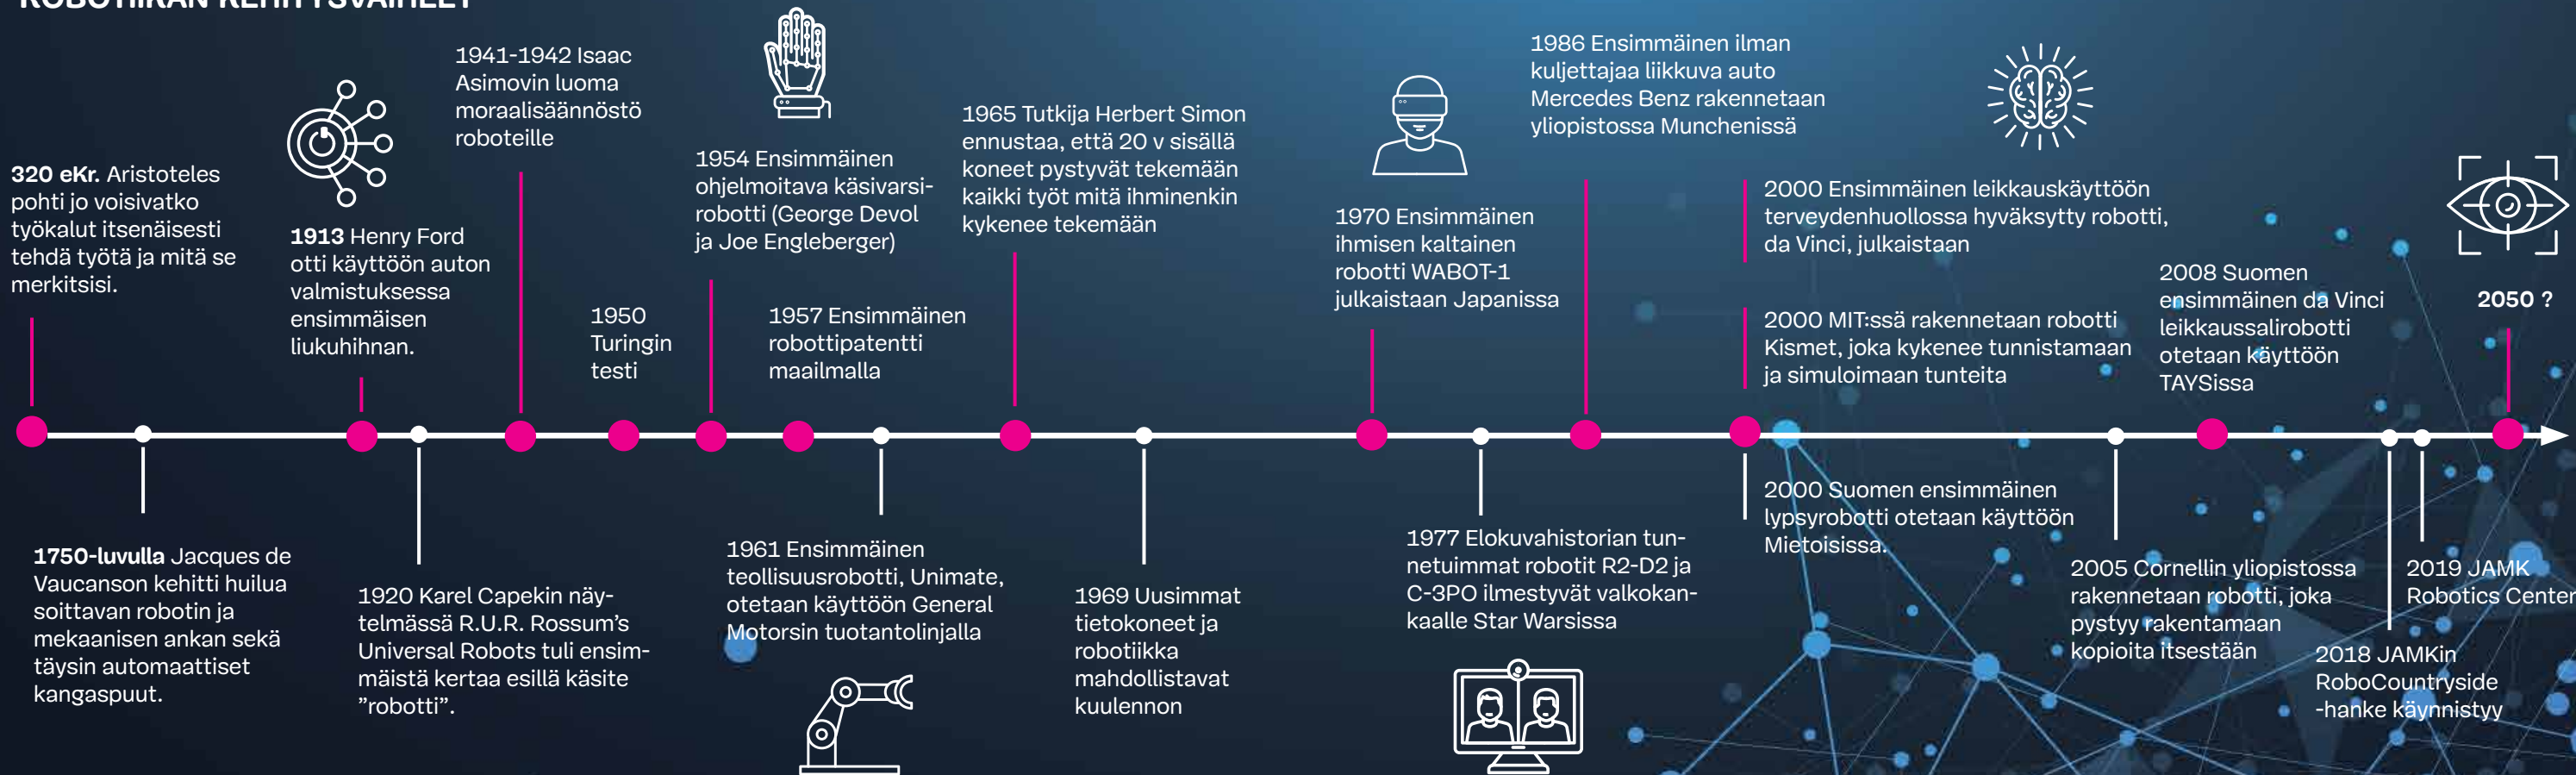 ROBOTIIKAN KEHITYSVAIHEET
320 eKr. Aristoteles
pohti jo voisivatko
työkalut itsenäisesti
tehdä työtä ja mitä se
merkitsisi.
1750-luvulla Jacques de
Vaucanson kehitti huilua
soittavan robotin ja
mekaanisen ankan sekä
täysin automaattiset
kangaspuut.
1913 Henry Ford
otti käyttöön auton
valmistuksessa
ensimmäisen
liukuhihnan.
1920 Karel Capekin näy-
telmässä R.U.R. Rossum's
Universal Robots tuli ensim-
mäistä kertaa esillä käsite
"robotti".
1941-1942 Isaac
Asimovin luoma
moraalisäännöstö
roboteille
1950
Turingin
testi
1954 Ensimmäinen
ohjelmoitava käsivarsi-
robotti (George Devol
ja Joe Engleberger)
1957 Ensimmäinen
robottipatentti
maailmalla
1961 Ensimmäinen
teollisuusrobotti, Unimate,
otetaan käyttöön General
Motorsin tuotantolinjalla
1965 Tutkija Herbert Simon
ennustaa, että 20 v sisällä
koneet pystyvät tekemään
kaikki työt mitä ihminenkin
kykenee tekemään
1969 Uusimmat
tietokoneet ja
robotiikka
mahdollistavat
kuulennon
1970 Ensimmäinen
ihmisen kaltainen
robotti WABOT-1
julkaistaan Japanissa
1977 Elokuvahistorian tun-
netuimmat robotit R2-D2 ja
C-3PO ilmestyvät valkokan-
kaalle Star Warsissa
1986 Ensimmäinen ilman
kuljettajaa liikkuva auto
Mercedes Benz rakennetaan
yliopistossa Munchenissä
2000 Ensimmäinen leikkauskäyttöön
terveydenhuollossa hyväksytty robotti,
da Vinci, julkaistaan
2000 MIT:ssä rakennetaan robotti
Kismet, joka kykenee tunnistamaan
ja simuloimaan tunteita
2000 Suomen ensimmäinen
lypsyrobotti otetaan käyttöön
Mietoisissa.
2005 Cornellin yliopistossa
rakennetaan robotti, joka
pystyy rakentamaan
kopioita itsestään
2008 Suomen
ensimmäinen da Vinci
leikkaussalirobotti
otetaan käyttöön
TAYSissa
2018 JAMKin
RoboCountryside
-hanke käynnistyy
2019 JAMK
Robotics Center
2050 ?